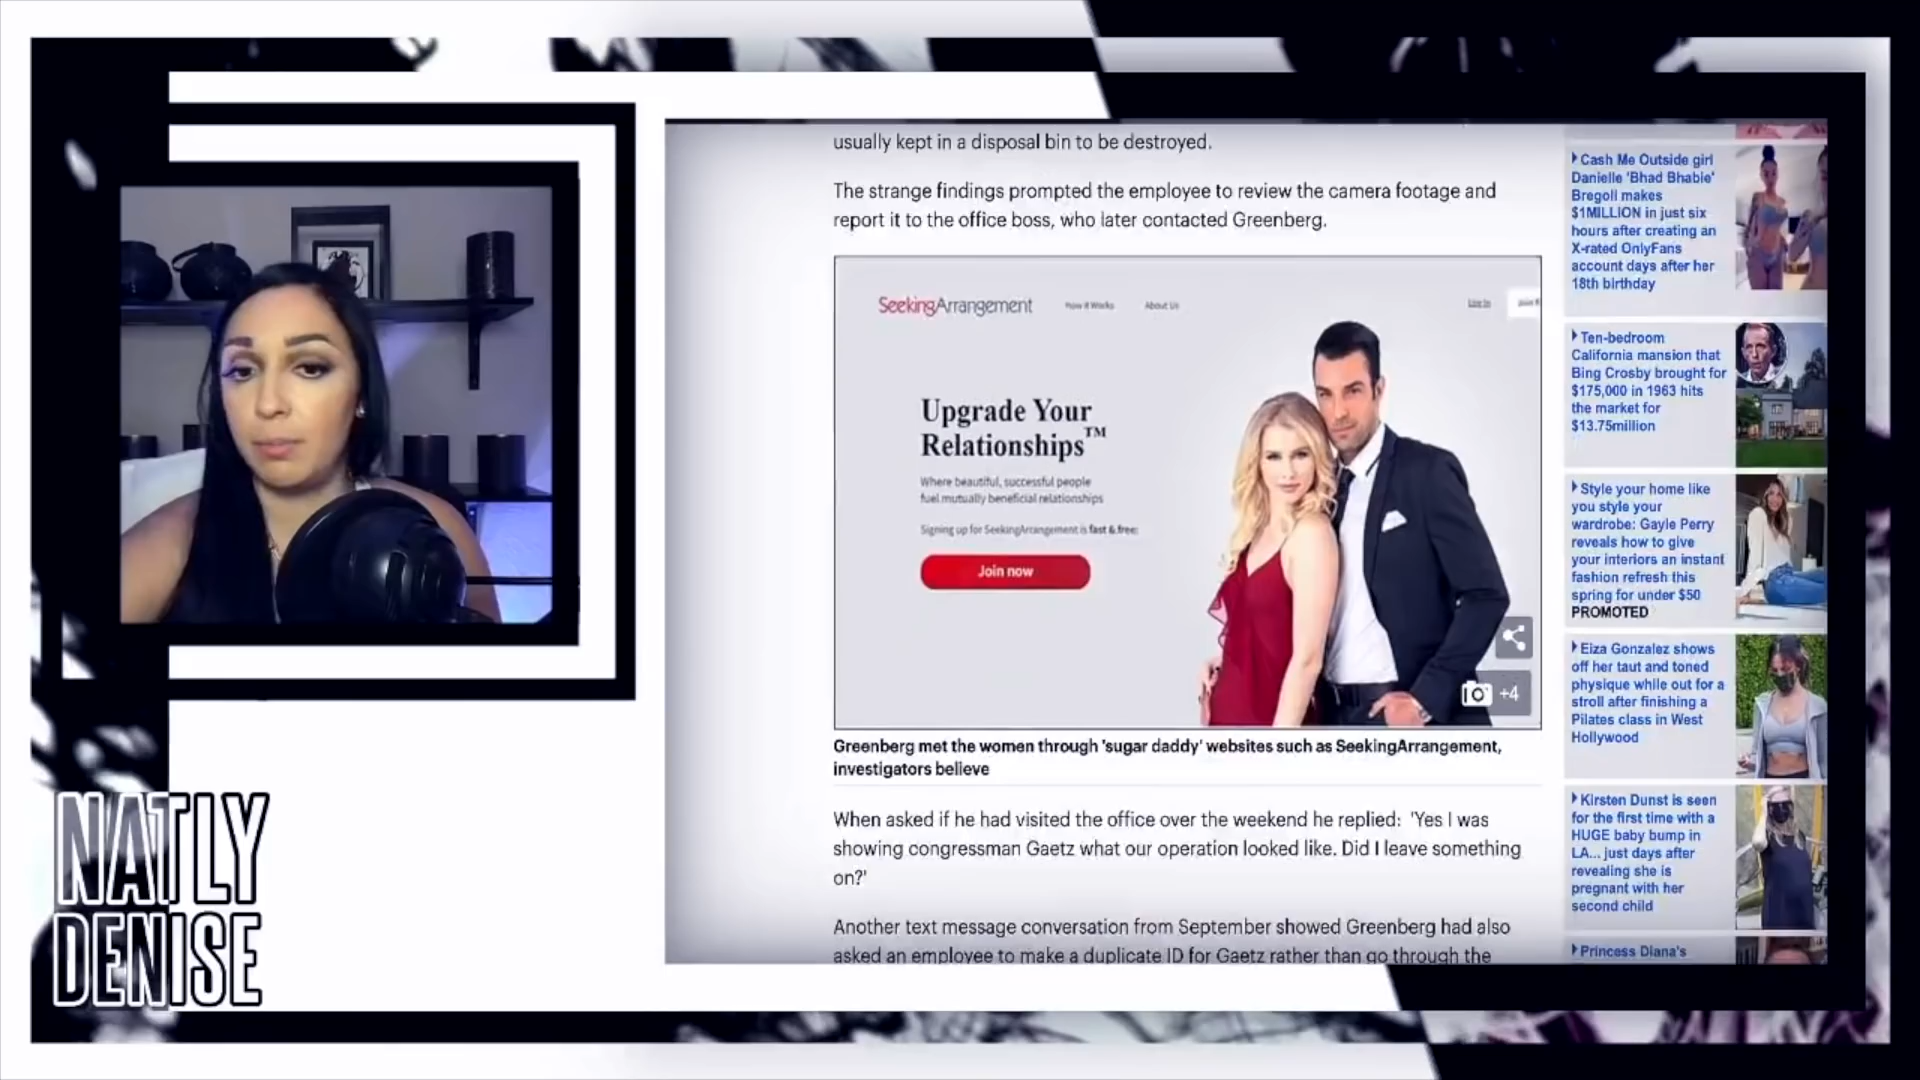 usually kept in a disposal bin to be destroyed.
The strange findings prompted the employee to review the camera footage and
report it to the office boss, who later contacted Greenberg.
SeekingArrangement
How it Works
About Us
Log In
Upgrade Your
Relationships™
Where beautiful, successful people
fuel mutually beneficial relationships
Signing up for SeekingArrangement is fast & free:
Join now
+4
Greenberg met the women through 'sugar daddy' websites such as SeekingArrangement,
investigators believe
When asked if he had visited the office over the weekend he replied: 'Yes I was
showing congressman Gaetz what our operation looked like. Did I leave something
on?'
Another text message conversation from September showed Greenberg had also
asked an employee to make a duplicate ID for Gaetz rather than go through the
Cash Me Outside girl
Danielle 'Bhad Bhabie'
Bregoli makes
$1MILLION in just six
hours after creating an
X-rated OnlyFans
account days after her
18th birthday
Ten-bedroom
California mansion that
Bing Crosby brought for
$175,000 in 1963 hits
the market for
$13.75million
Style your home like
you style your
wardrobe: Gayle Perry
reveals how to give
your interiors an instant
fashion refresh this
spring for under $50
PROMOTED
Eiza Gonzalez shows
off her taut and toned
physique while out for a
stroll after finishing a
Pilates class in West
Hollywood
Kirsten Dunst is seen
for the first time with a
HUGE baby bump in
LA... just days after
revealing she is
pregnant with her
second child
Princess Diana's
NATLY
DENISE